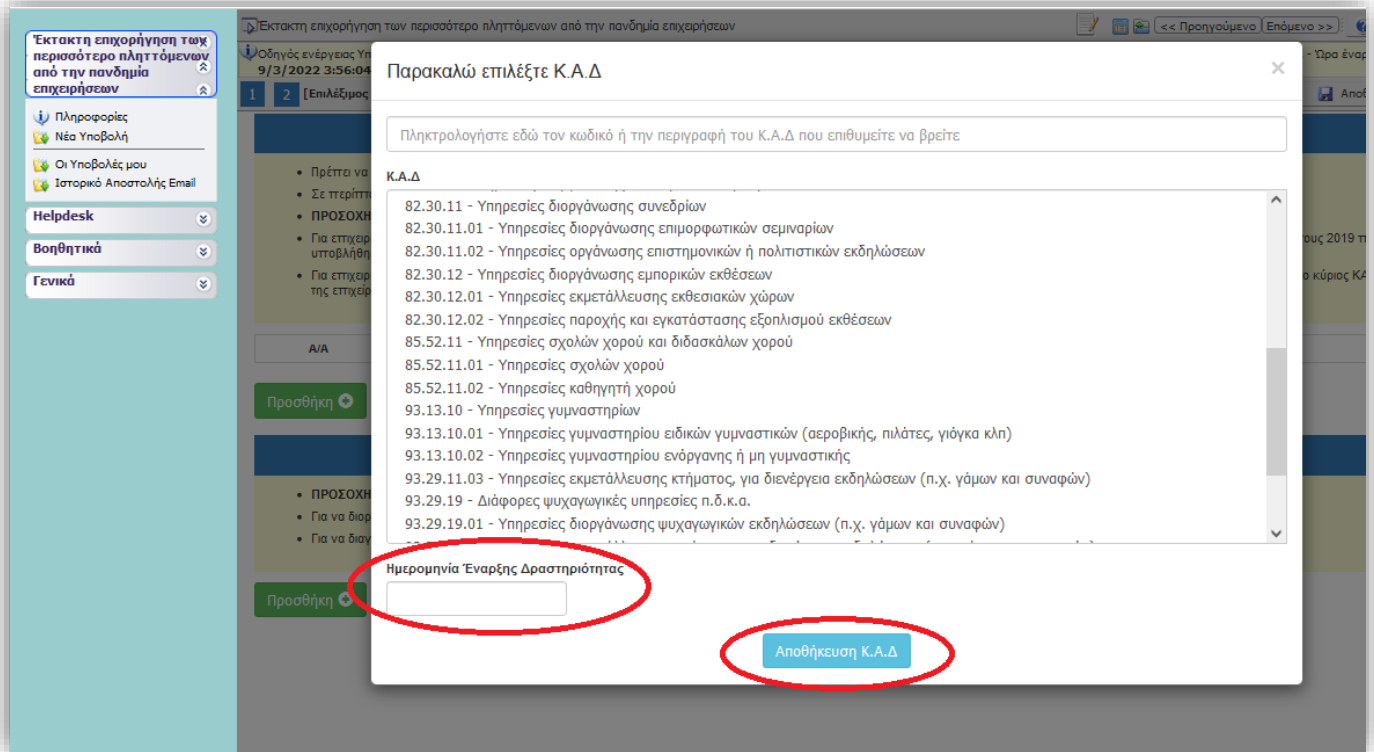 Έκτακτη επιχορήγηση των
περισσότερο πληττόμενων
από την πανδημία
επιχειρήσεων
Πληροφορίες
Νέα Υποβολή
Οι Υποβολές μου
Ιστορικό Αποστολής Email
Helpdesk
Βοηθητικά
Γενικά
Έκτακτη επιχορήγηση των περισσότερο πληττόμενων από την πανδημία επιχειρήσεων
<< Προηγούμενο
Επόμενο >>
Οδηγός ενέργειας
9/3/2022 3:56:04
- Ώρα
1 2 [Επιλέξιμος
Πρέπει να
Σε
ΠΡΟΣΟΧΗ
Για
ους 2019
Για
ο κύριος
της
Α/Α
Προσθήκη
ΠΡΟΣΟΧΗ
Για να
Για να
Προσθήκη
Παρακαλώ επιλέξτε Κ.Α.Δ
×
Πληκτρολογήστε εδώ τον κωδικό ή την περιγραφή του Κ.Α.Δ που επιθυμείτε να βρείτε
Κ.Α.Δ
82.30.11 - Υπηρεσίες διοργάνωσης συνεδρίων
82.30.11.01 - Υπηρεσίες διοργάνωσης επιμορφωτικών σεμιναρίων
82.30.11.02 - Υπηρεσίες οργάνωσης επιστημονικών ή πολιτιστικών εκδηλώσεων
82.30.12 - Υπηρεσίες διοργάνωσης εμπορικών εκθέσεων
82.30.12.01 - Υπηρεσίες εκμετάλλευσης εκθεσιακών χώρων
82.30.12.02 - Υπηρεσίες παροχής και εγκατάστασης εξοπλισμού εκθέσεων
85.52.11 - Υπηρεσίες σχολών χορού και διδασκάλων χορού
85.52.11.01 - Υπηρεσίες σχολών χορού
85.52.11.02 - Υπηρεσίες καθηγητή χορού
93.13.10 - Υπηρεσίες γυμναστηρίων
93.13.10.01 - Υπηρεσίες γυμναστηρίου ειδικών γυμναστικών (αεροβικής, πιλάτες, γιόγκα κλπ)
93.13.10.02 - Υπηρεσίες γυμναστηρίου ενόργανης ή μη γυμναστικής
93.29.11.03 - Υπηρεσίες εκμετάλλευσης κτήματος, για διενέργεια εκδηλώσεων (π.χ. γάμων και συναφών)
93.29.19 - Διάφορες ψυχαγωγικές υπηρεσίες π.δ.κ.α.
93.29.19.01 - Υπηρεσίες διοργάνωσης ψυχαγωγικών εκδηλώσεων (π.χ. γάμων και συναφών)
Ημερομηνία Έναρξης Δραστηριότητας
Αποθήκευση Κ.Α.Δ